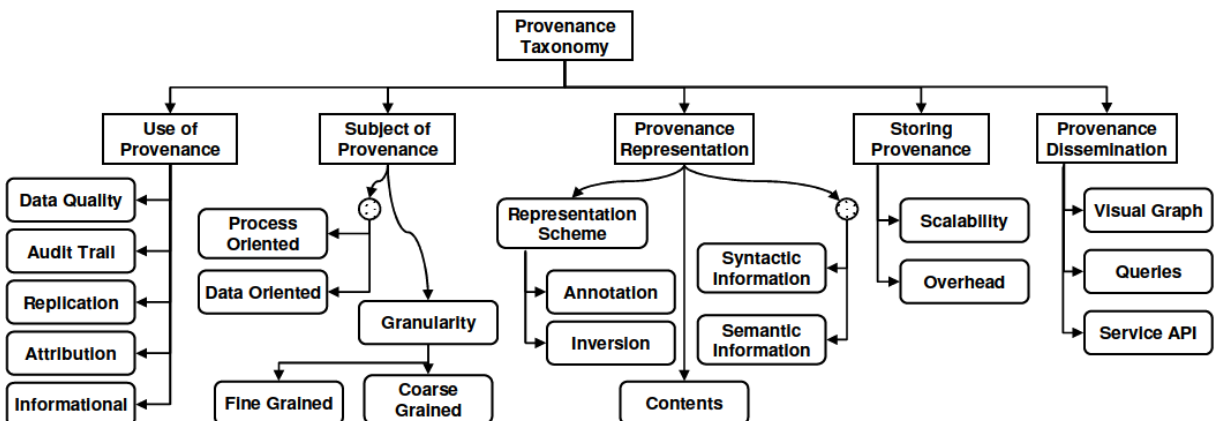 Provenance
Taxonomy
Use of
Provenance
Subject of
Provenance
Provenance
Representation
Storing
Provenance
Provenance
Dissemination
Data Quality
Audit Trail
Replication
Attribution
Informational
Process
Oriented
Data Oriented
Granularity
Fine Grained
Coarse
Grained
Representation
Scheme
Annotation
Inversion
Contents
Syntactic
Information
Semantic
Information
Scalability
Overhead
Visual Graph
Queries
Service API